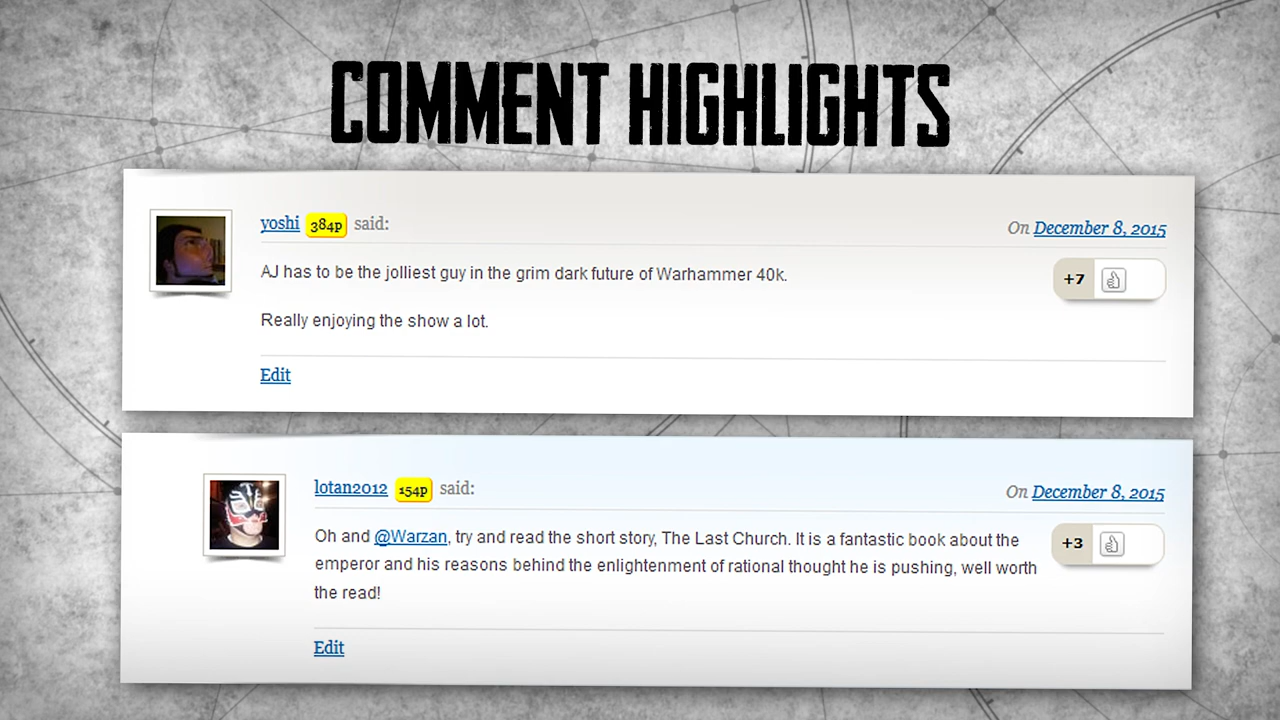 COMMENT HIGHLIGHTS
yoshi 384p said:
On December 8, 2015
AJ has to be the jolliest guy in the grim dark future of Warhammer 40k.
+7
Really enjoying the show a lot.
Edit
lotan2012 154p said:
On December 8, 2015
Oh and @Warzan, try and read the short story, The Last Church. It is a fantastic book about the
+3
emperor and his reasons behind the enlightenment of rational thought he is pushing, well worth
the read!
Edit